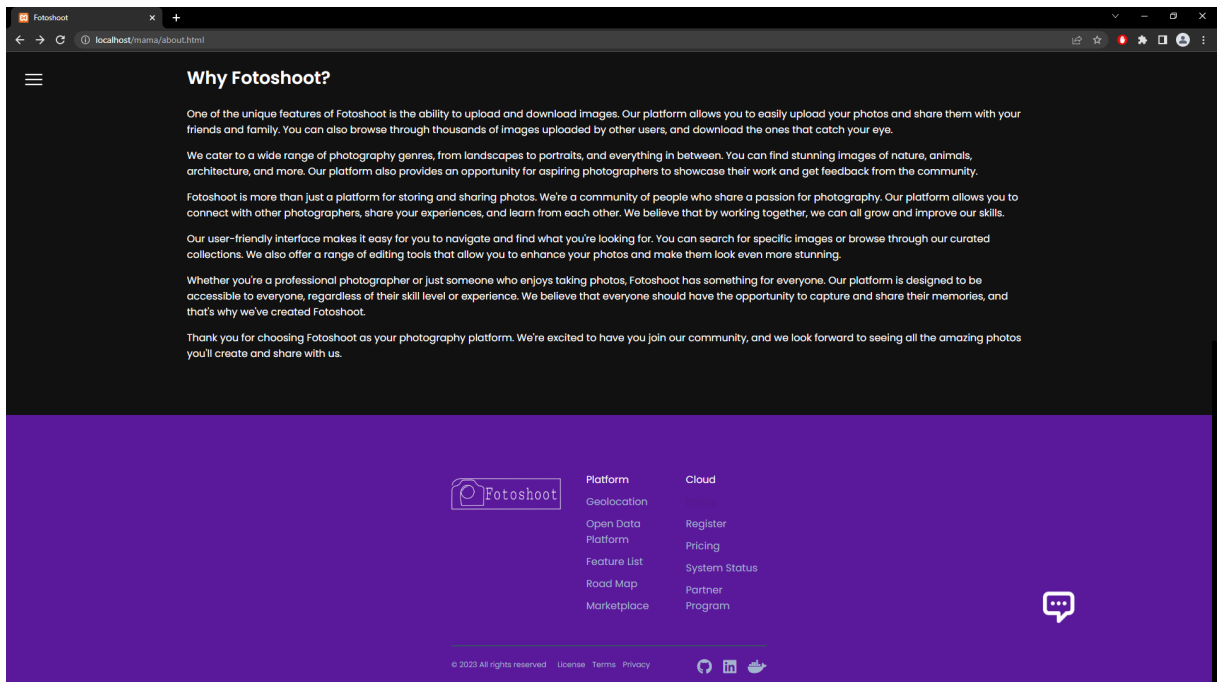 Fotoshoot
localhost/mama/about.html
Why Fotoshoot?
One of the unique features of Fotoshoot is the ability to upload and download images. Our platform allows you to easily upload your photos and share them with your
friends and family. You can also browse through thousands of images uploaded by other users, and download the ones that catch your eye.
We cater to a wide range of photography genres, from landscapes to portraits, and everything in between. You can find stunning images of nature, animals,
architecture, and more. Our platform also provides an opportunity for aspiring photographers to showcase their work and get feedback from the community.
Fotoshoot is more than just a platform for storing and sharing photos. We're a community of people who share a passion for photography. Our platform allows you to
connect with other photographers, share your experiences, and learn from each other. We believe that by working together, we can all grow and improve our skills.
Our user-friendly interface makes it easy for you to navigate and find what you're looking for. You can search for specific images or browse through our curated
collections. We also offer a range of editing tools that allow you to enhance your photos and make them look even more stunning.
Whether you're a professional photographer or just someone who enjoys taking photos, Fotoshoot has something for everyone. Our platform is designed to be
accessible to everyone, regardless of their skill level or experience. We believe that everyone should have the opportunity to capture and share their memories, and
that's why we've created Fotoshoot.
Thank you for choosing Fotoshoot as your photography platform. We're excited to have you join our community, and we look forward to seeing all the amazing photos
you'll create and share with us.
Fotoshoot
Platform
Geolocation
Open Data
Platform
Feature List
Road Map
Marketplace
Cloud
Register
Pricing
System Status
Partner
Program
© 2023 All rights reserved License Terms Privacy